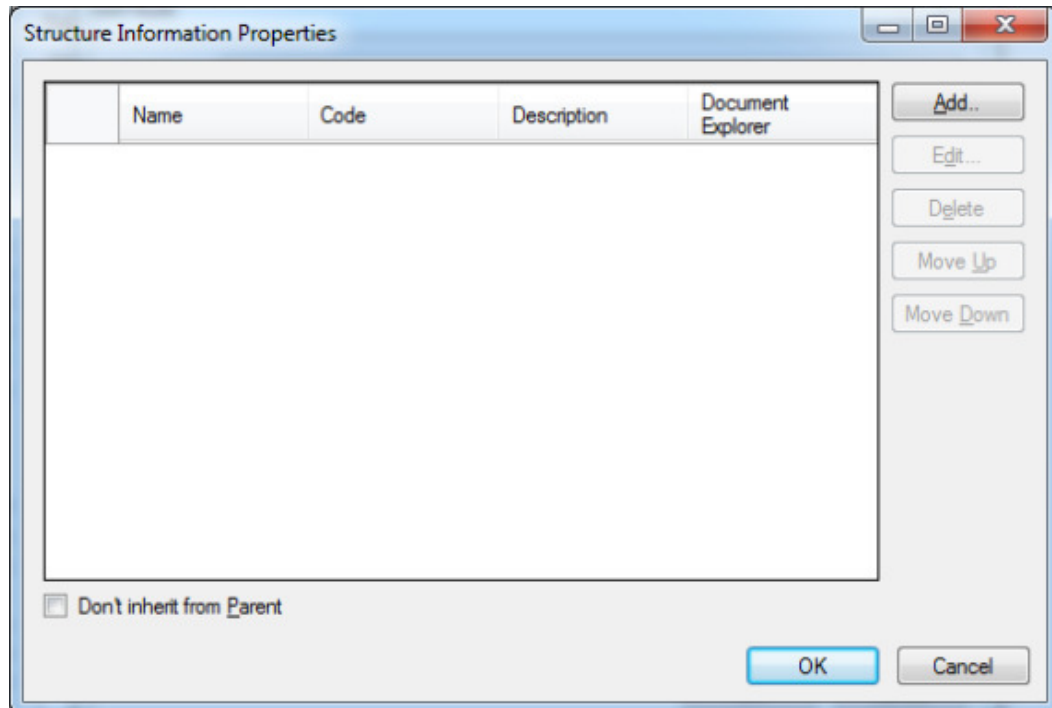 Structure Information Properties
Name Code Description Document Explorer
Add..
Edit...
Delete
Move Up
Move Down
Don't inherit from Parent
OK Cancel